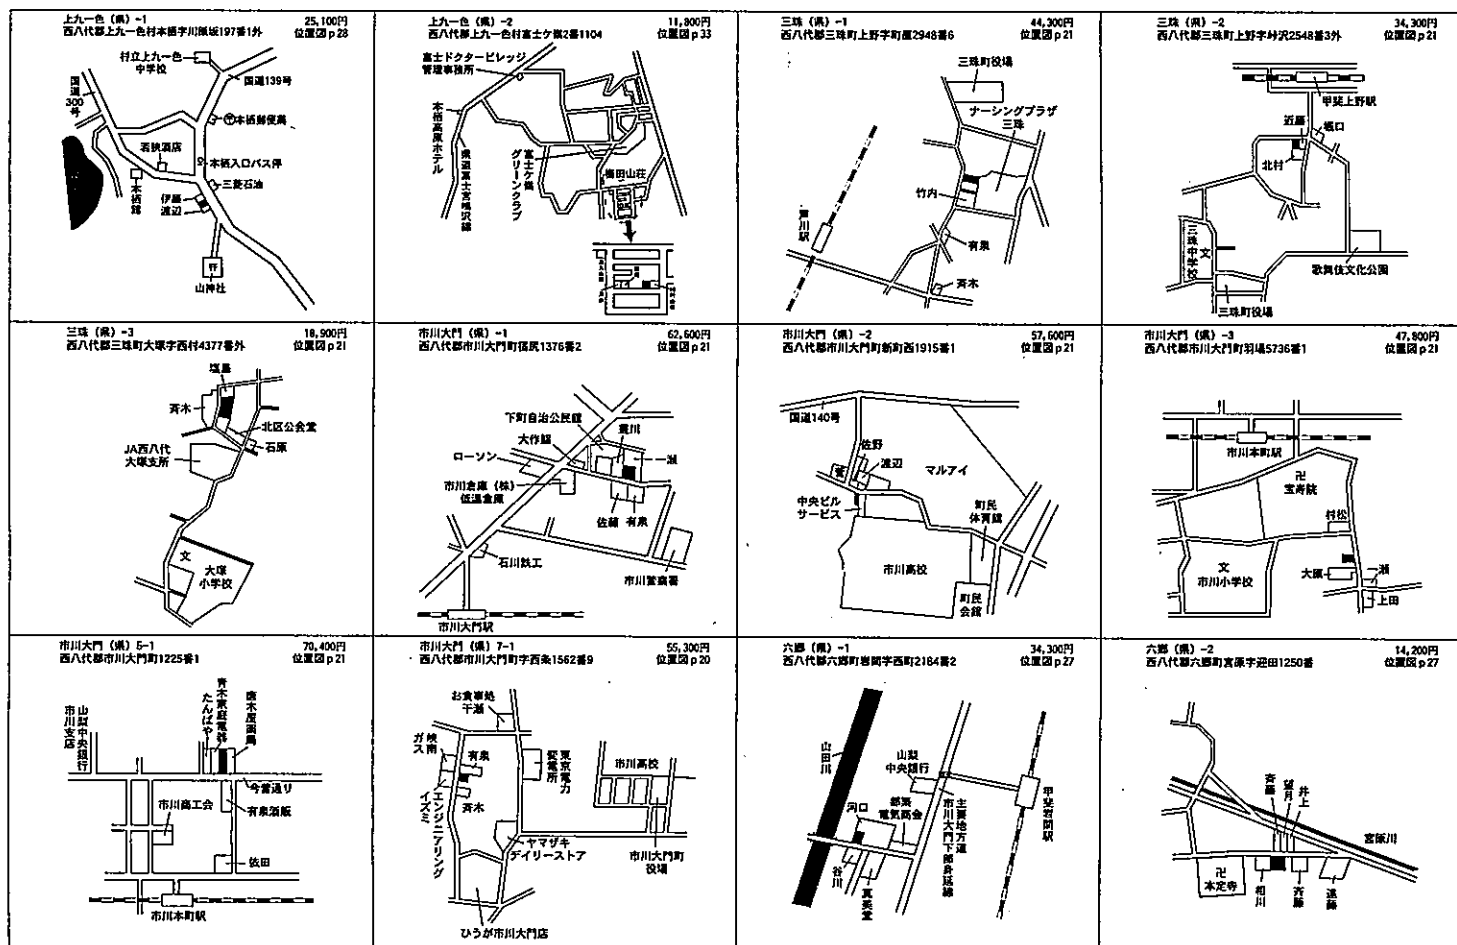 上九一色（県）-1 25,100円
西八代郡上九一色村本栖字川尻坂197番1外 位置図p28
村立上九一色
中学校
国道139号
国道300号
〒本栖郵便局
若狭酒店
本栖入口バス停
三菱石油
本栖館
伊藤
渡辺
山神社
上九一色（県）-2 11,800円
西八代郡上九一色村富士ケ嶺2番1104 位置図p33
富士ドクタービレッジ
管理事務所
本栖高原ホテル
県道富士宮鳴沢線
富士ケ嶺
グリーンクラブ
梅田山荘
三珠（県）-1 44,300円
西八代郡三珠町上野字町屋2948番6 位置図p21
三珠町役場
ナーシングプラザ
三珠
竹内
芦川駅
有泉
斉木
三珠（県）-2 34,300円
西八代郡三珠町上野字峠沢2548番3外 位置図p21
甲斐上野駅
近藤
堀口
北村
三珠中学校
文
歌舞伎文化公園
三珠町役場
三珠（県）-3 18,900円
西八代郡三珠町大塚字西村4377番外 位置図p21
塩島
斉木
北区公会堂
石原
JA西八代
大塚支所
文
大塚
小学校
市川大門（県）-1 62,600円
西八代郡市川大門町宿尻1376番2 位置図p21
下町自治公民館
大作鮨
ローソン
市川倉庫（株）
低温倉庫
有泉
石川鉄工
市川警察署
市川大門駅
市川大門（県）-2 57,600円
西八代郡市川大門町新町西1915番1 位置図p21
国道140号
佐野
渡辺
マルアイ
中央ビル
サービス
町民
体育館
市川高校
町民
会館
市川大門（県）-3 47,800円
西八代郡市川大門町羽場5736番1 位置図p21
市川本町駅
卍
宝寿院
村松
文
市川小学校
大原
上田
市川大門（県）5-1 70,400円
西八代郡市川大門町1225番1 位置図p21
山梨中央銀行
市川支店
たんばや
青木家庭電器
市川商工会
有泉酒販
依田
市川本町駅
市川大門（県）7-1 55,300円
西八代郡市川大門町字西条1562番9 位置図p20
お食事処
千瀬
峡南
ガス
有泉
東京電力
変電所
市川高校
斉木
エンジニアリング
イズミ
ヤマザキ
デイリーストア
市川大門町
役場
ひうが市川大門店
六郷（県）-1 34,300円
西八代郡六郷町岩間字西町2184番2 位置図p27
山田川
山梨
中央銀行
河口
電気商会
主要地方道
市川大門下部身延線
甲斐岩間駅
谷川
真美堂
六郷（県）-2 14,200円
西八代郡六郷町宮原字迎田1250番 位置図p27
斉藤
望月
井上
宮原川
卍
本定寺
相川
斉藤
遠藤